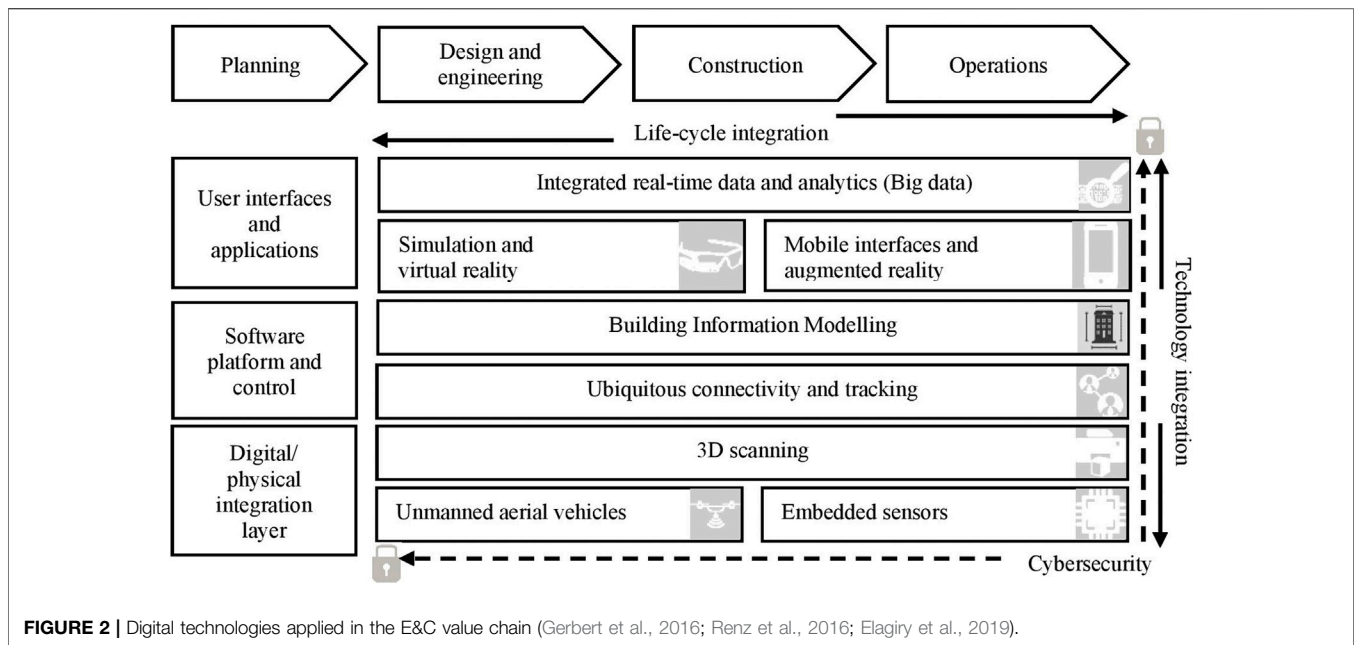 Planning
Design and
engineering
Construction
Operations
Life-cycle integration
User interfaces
and
applications
Integrated real-time data and analytics (Big data)
Simulation and
virtual reality
Mobile interfaces and
augmented reality
Software
platform and
control
Building Information Modelling
Ubiquitous connectivity and tracking
Digital/
physical
integration
layer
3D scanning
Unmanned aerial vehicles
Embedded sensors
Technology integration
Cybersecurity
FIGURE 2 | Digital technologies applied in the E&C value chain (Gerbert et al., 2016; Renz et al., 2016; Elagiry et al., 2019).